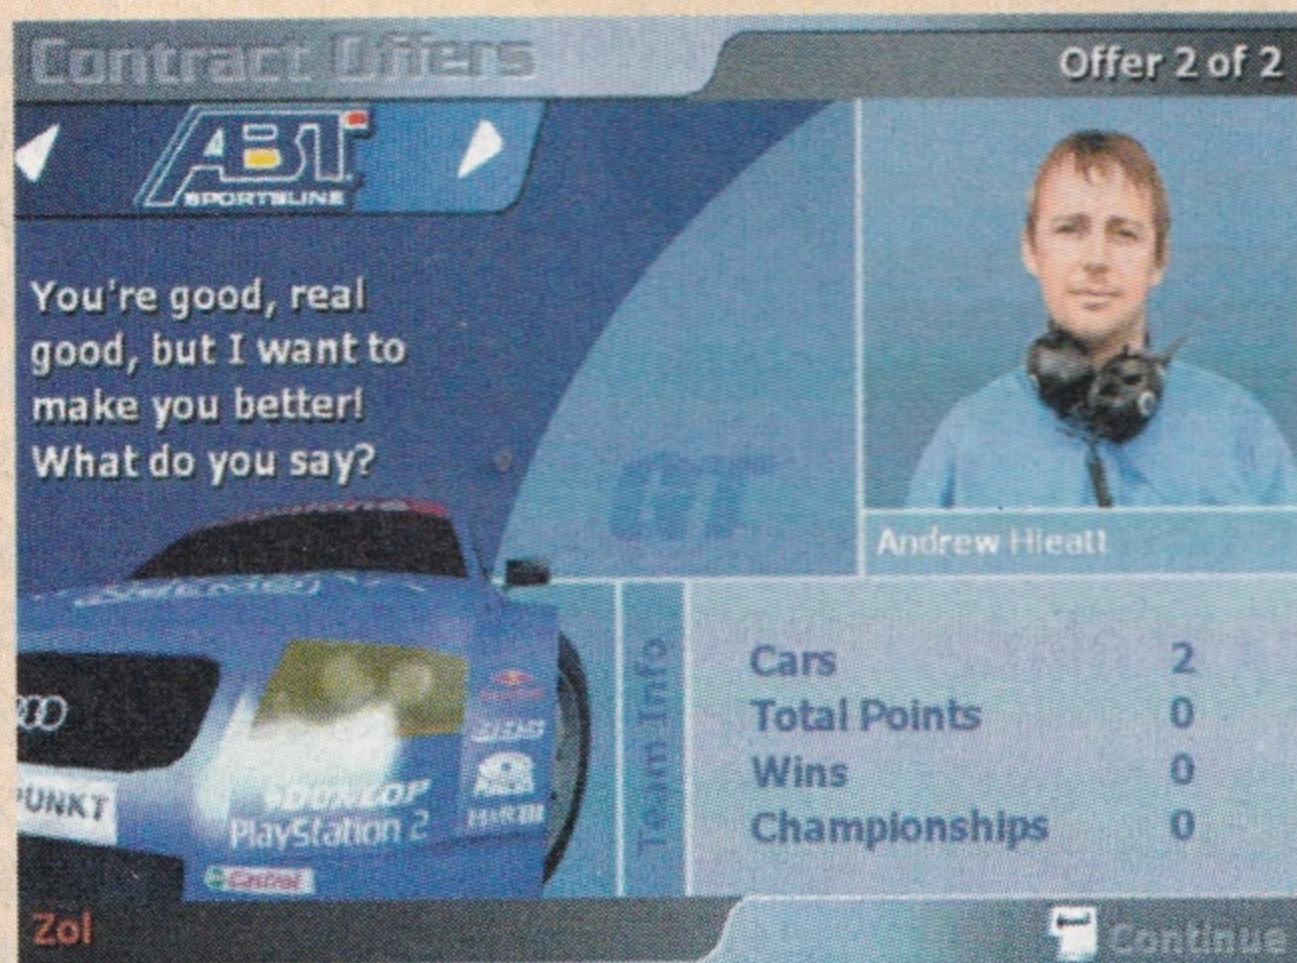 Contract Offers
Offer 2 of 2
ABT
SPORTSLINE
You're good, real
good, but I want to
make you better!
What do you say?
GT
Andrew Hieatt
Team Info
Cars 2
Total Points 0
Wins 0
Championships 0
PUNKT
DUNLOP
PlayStation 2
Castrol
Zol
Continue